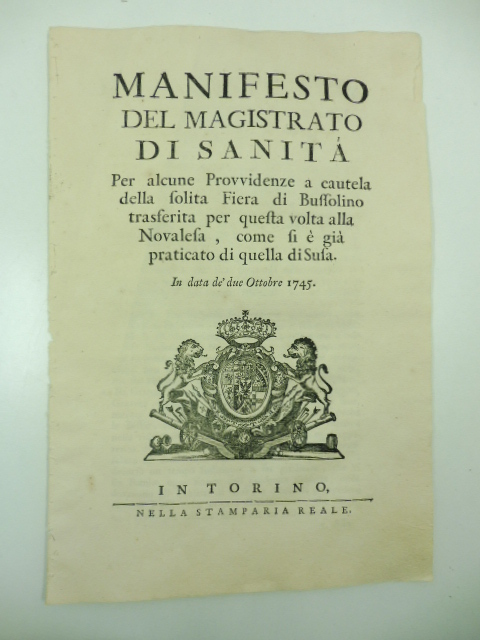 MANIFESTO
DEL MAGISTRATO
DI SANITÁ
Per alcune Provvidenze a cautela
della ſolita Fiera di Buſſolino
trasferita per queſta volta alla
Novaleſa , come ſi è già
praticato di quella di Suſa.
In data de' due Ottobre 1745.
IN TORINO,
NELLA STAMPARIA REALE.